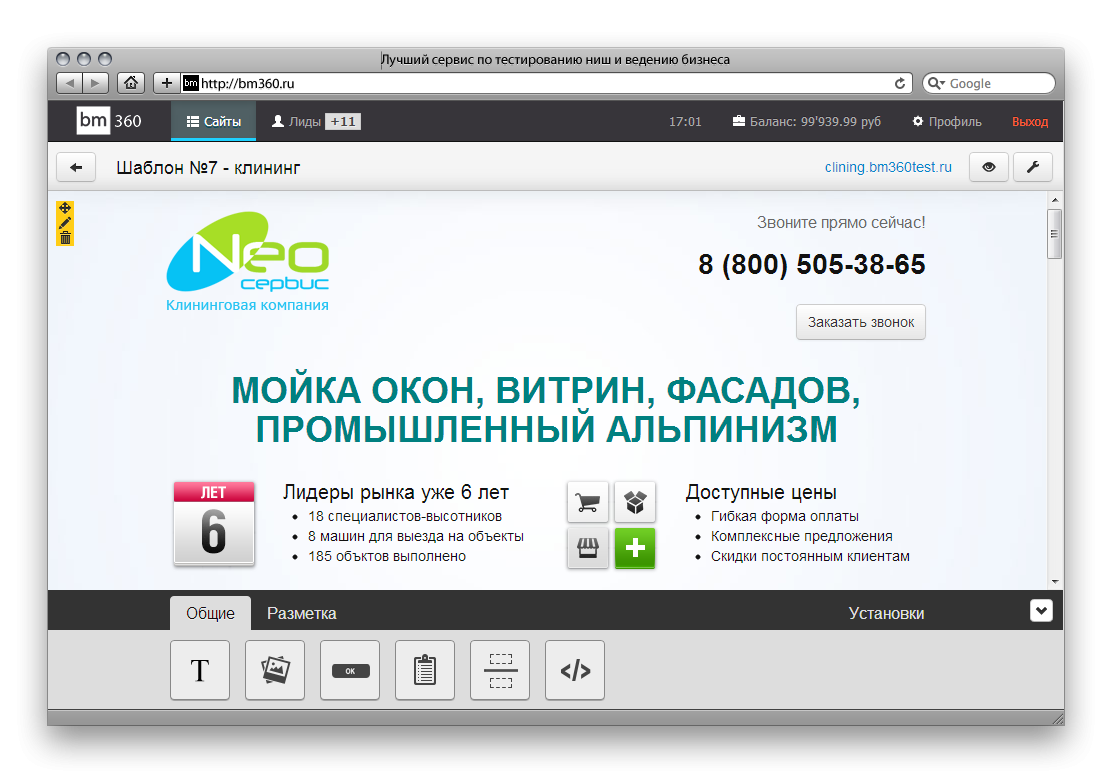 Лучший сервис по тестированию ниш и ведению бизнеса
bm http://bm360.ru
Google
bm 360
Сайты
Лиды +11
17:01
Баланс: 99'939.99 руб
Профиль
Выход
Шаблон №7 - клининг
clining.bm360test.ru
Neo
сервис
Клининговая компания
Звоните прямо сейчас!
8 (800) 505-38-65
Заказать звонок
МОЙКА ОКОН, ВИТРИН, ФАСАДОВ,
ПРОМЫШЛЕННЫЙ АЛЬПИНИЗМ
ЛЕТ
6
Лидеры рынка уже 6 лет
18 специалистов-высотников
8 машин для выезда на объекты
185 объктов выполнено
Доступные цены
Гибкая форма оплаты
Комплексные предложения
Скидки постоянным клиентам
Общие
Разметка
Установки
T
ОК
</>